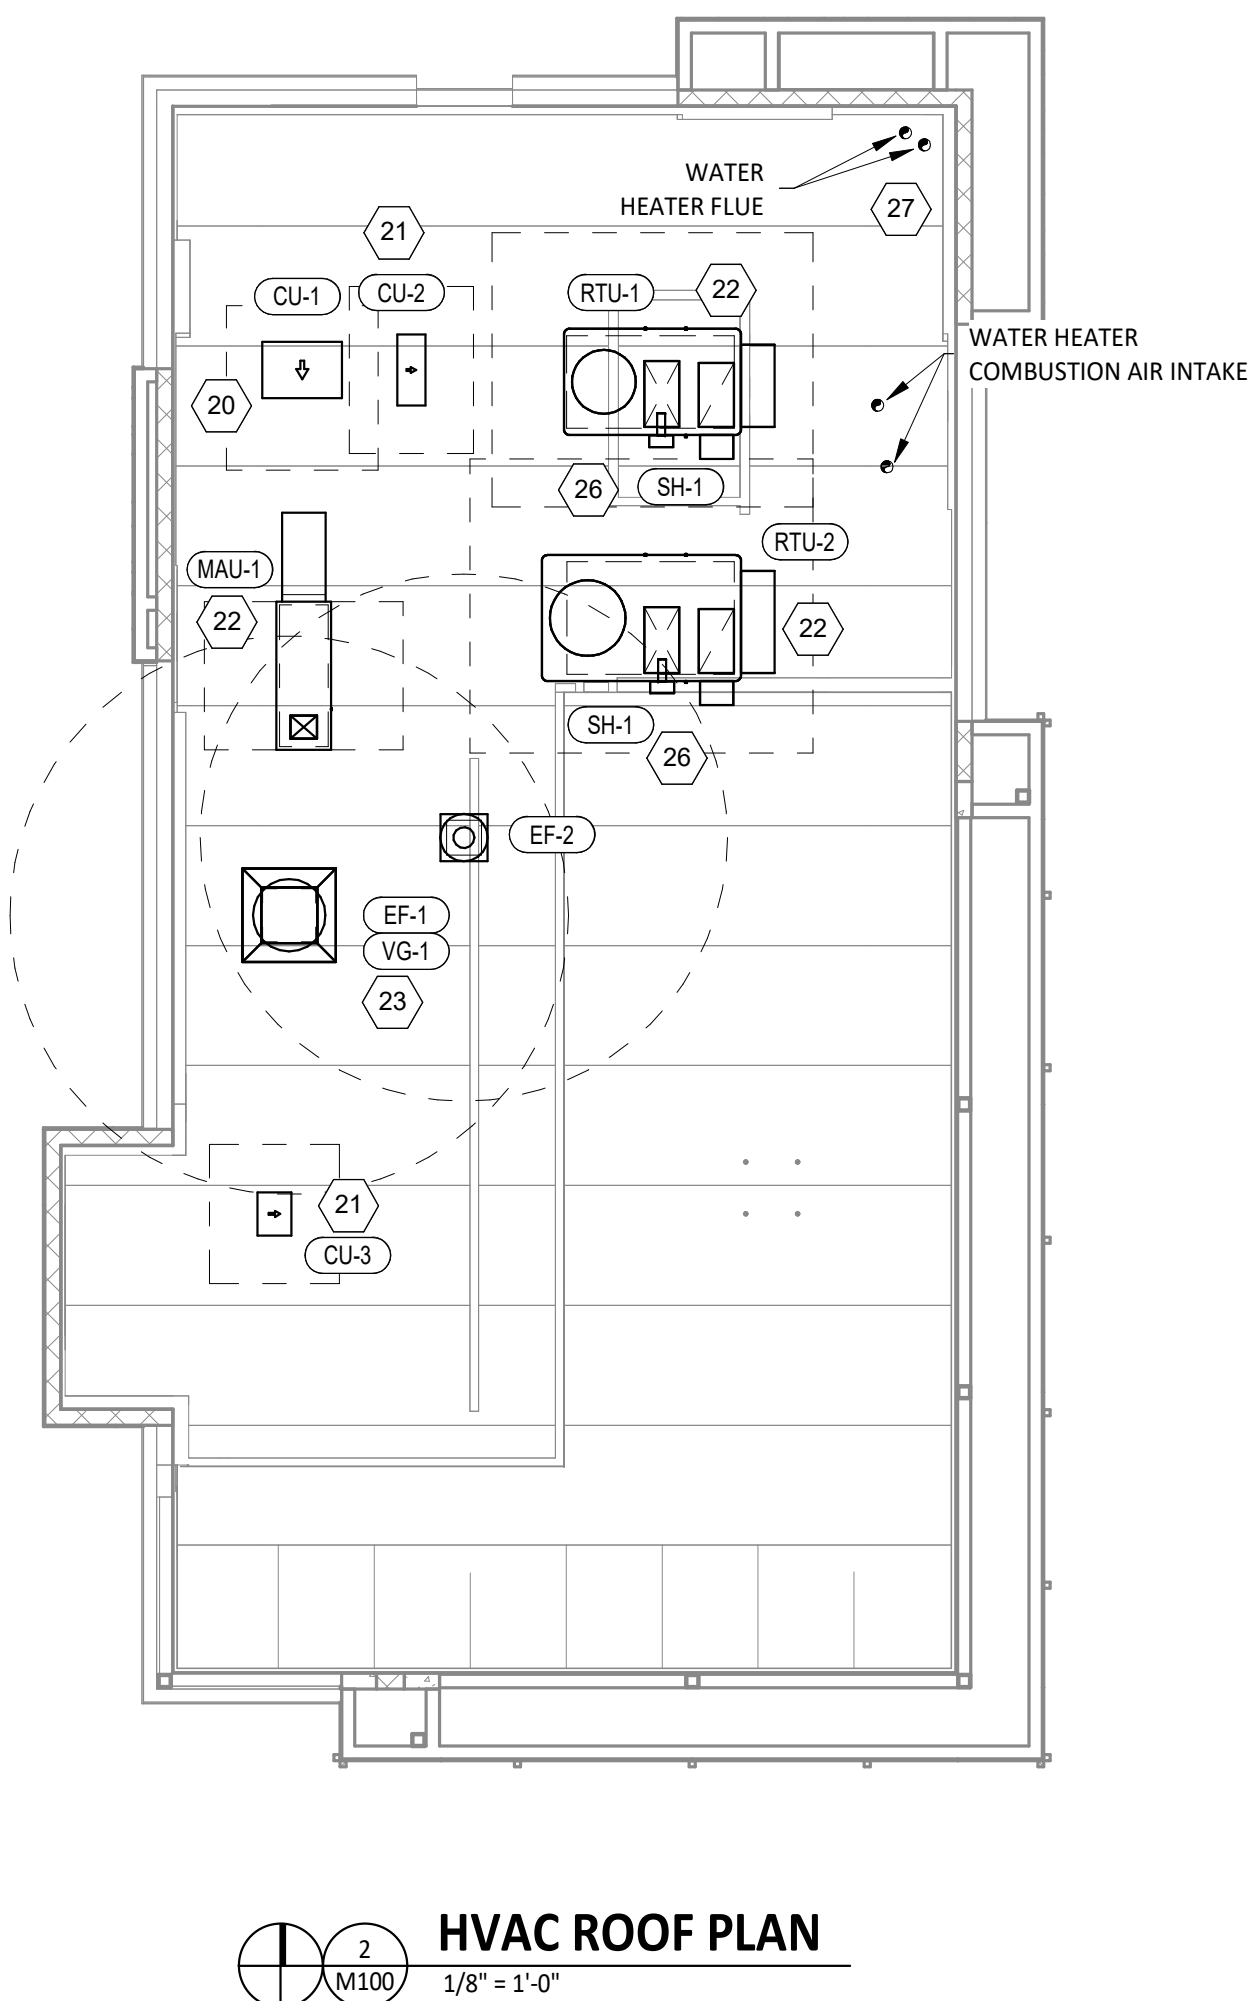 WATER
HEATER FLUE
27
21
CU-1
CU-2
RTU-1
22
WATER HEATER
COMBUSTION AIR INTAKE
20
26
SH-1
RTU-2
MAU-1
22
22
SH-1
26
EF-2
EF-1
VG-1
23
21
CU-3
2
M100
HVAC ROOF PLAN
1/8" = 1'-0"